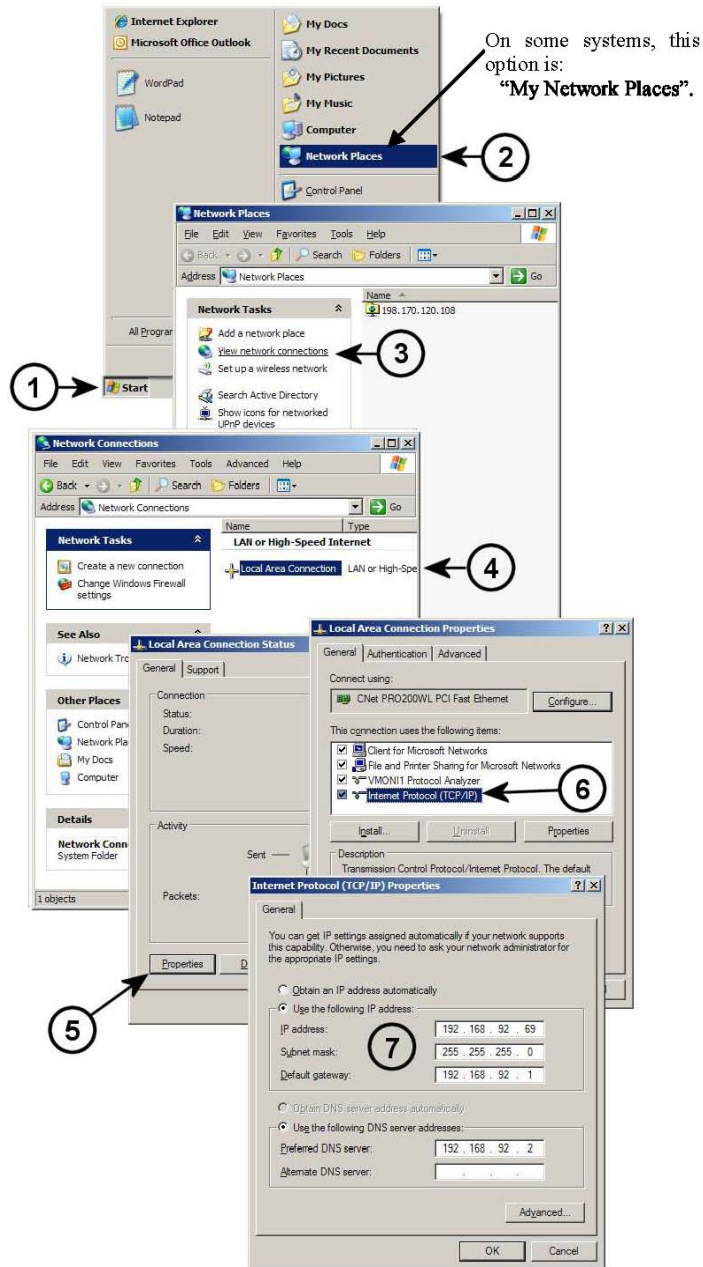 Internet Explorer
Microsoft Office Outlook
WordPad
Notepad
My Docs
My Recent Documents
My Pictures
My Music
Computer
Network Places
Control Panel
On some systems, this
option is:
“My Network Places”.
2
All
1
Start
Network Places
File Edit View Favorites Tools Help
Back Search Folders
Address Network Places Go
Network Tasks
Add a network place
View network connections
Set up a wireless network
Search Active Directory
Show icons for networked
UPnP devices
Name
198.170.120.108
3
Network Connections
File Edit View Favorites Tools Advanced Help
Back Search Folders
Address Network Connections Go
Network Tasks
Create a new connection
Change Windows Firewall
settings
See Also
Network
Other Places
Control
Network
My Docs
Computer
Details
Network
System Folder
1 objects
Name Type
LAN or High-Speed Internet
Local Area Connection LAN or High-Spe
4
Local Area Connection Status
General Support
Connection
Status:
Duration:
Speed:
Activity
Sent
Packets:
Properties D
5
Local Area Connection Properties
General Authentication Advanced
Connect using:
CNet PRO200WL PCI Fast Ethernet Configure...
This connection uses the following items:
Client for Microsoft Networks
File and Printer Sharing for Microsoft Networks
VMONI1 Protocol Analyzer
Internet Protocol (TCP/IP)
6
Install... Uninstall Properties
Description
Transmission Control Protocol/Internet Protocol. The default
Internet Protocol (TCP/IP) Properties
General
You can get IP settings assigned automatically if your network supports
this capability. Otherwise, you need to ask your network administrator for
the appropriate IP settings.
Obtain an IP address automatically
Use the following IP address:
IP address: 192 . 168 . 92 . 69
Subnet mask: 255 . 255 . 255 . 0
Default gateway: 192 . 168 . 92 . 1
7
Obtain DNS server address automatically
Use the following DNS server addresses:
Preferred DNS server: 192 . 168 . 92 . 2
Alternate DNS server: . . .
Advanced...
OK Cancel